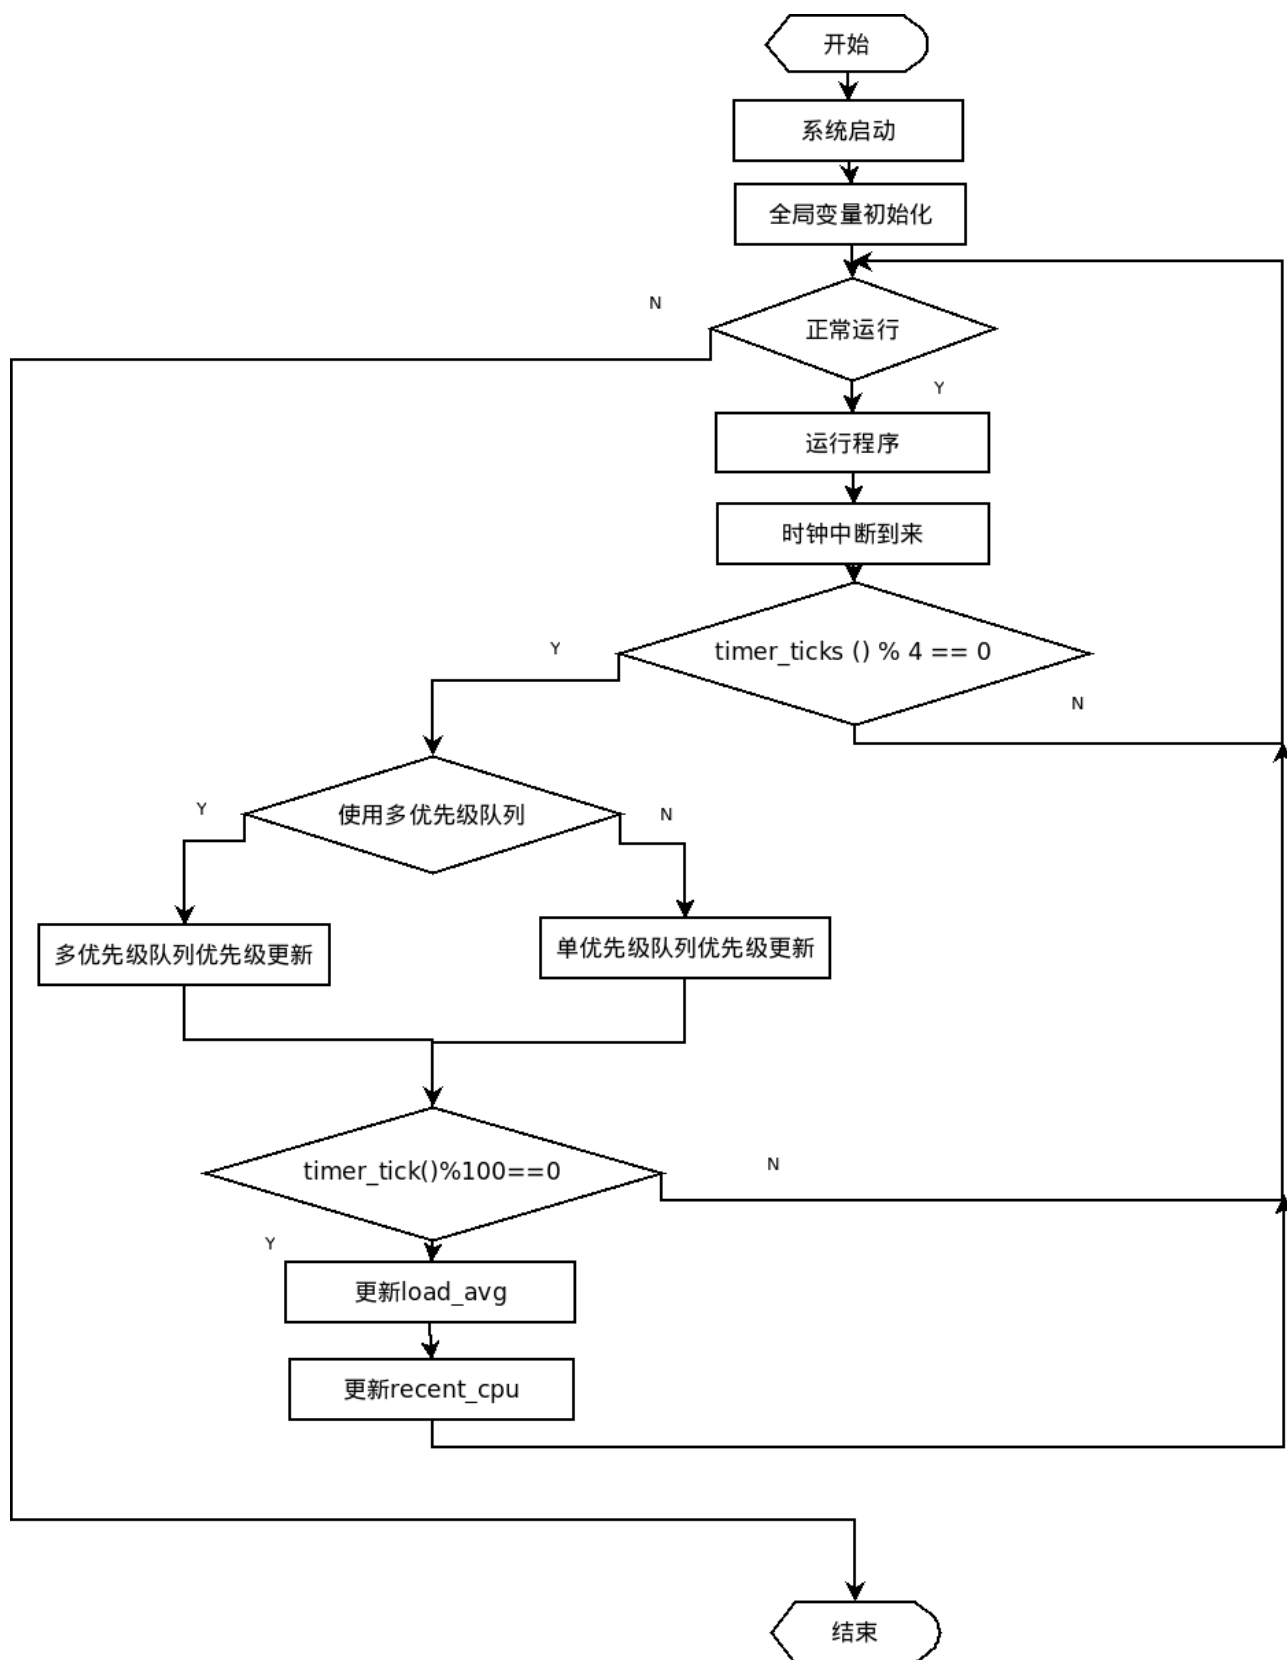 开始
系统启动
全局变量初始化
N
正常运行
Y
运行程序
时钟中断到来
Y
timer_ticks () % 4 == 0
N
Y
使用多优先级队列
N
多优先级队列优先级更新
单优先级队列优先级更新
timer_tick()%100==0
N
Y
更新load_avg
更新recent_cpu
结束